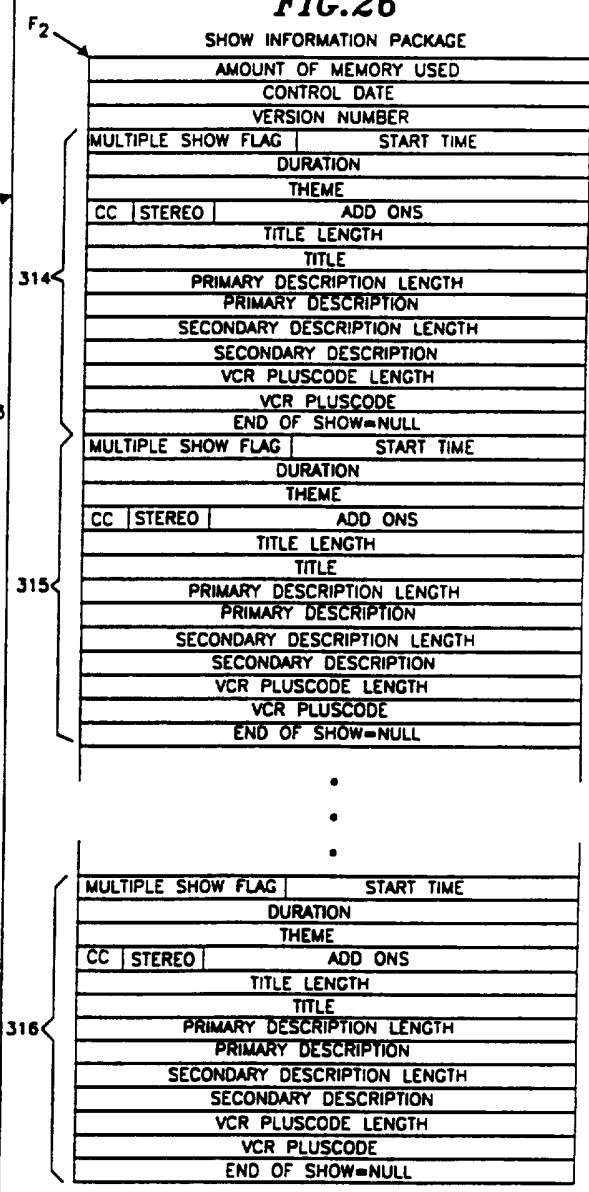 FIG.26
F2
SHOW INFORMATION PACKAGE
AMOUNT OF MEMORY USED
CONTROL DATE
VERSION NUMBER
314
MULTIPLE SHOW FLAG START TIME
DURATION
THEME
CC STEREO ADD ONS
TITLE LENGTH
TITLE
PRIMARY DESCRIPTION LENGTH
PRIMARY DESCRIPTION
SECONDARY DESCRIPTION LENGTH
SECONDARY DESCRIPTION
VCR PLUSCODE LENGTH
VCR PLUSCODE
END OF SHOW=NULL
315
MULTIPLE SHOW FLAG START TIME
DURATION
THEME
CC STEREO ADD ONS
TITLE LENGTH
TITLE
PRIMARY DESCRIPTION LENGTH
PRIMARY DESCRIPTION
SECONDARY DESCRIPTION LENGTH
SECONDARY DESCRIPTION
VCR PLUSCODE LENGTH
VCR PLUSCODE
END OF SHOW=NULL
316
MULTIPLE SHOW FLAG START TIME
DURATION
THEME
CC STEREO ADD ONS
TITLE LENGTH
TITLE
PRIMARY DESCRIPTION LENGTH
PRIMARY DESCRIPTION
SECONDARY DESCRIPTION LENGTH
SECONDARY DESCRIPTION
VCR PLUSCODE LENGTH
VCR PLUSCODE
END OF SHOW=NULL